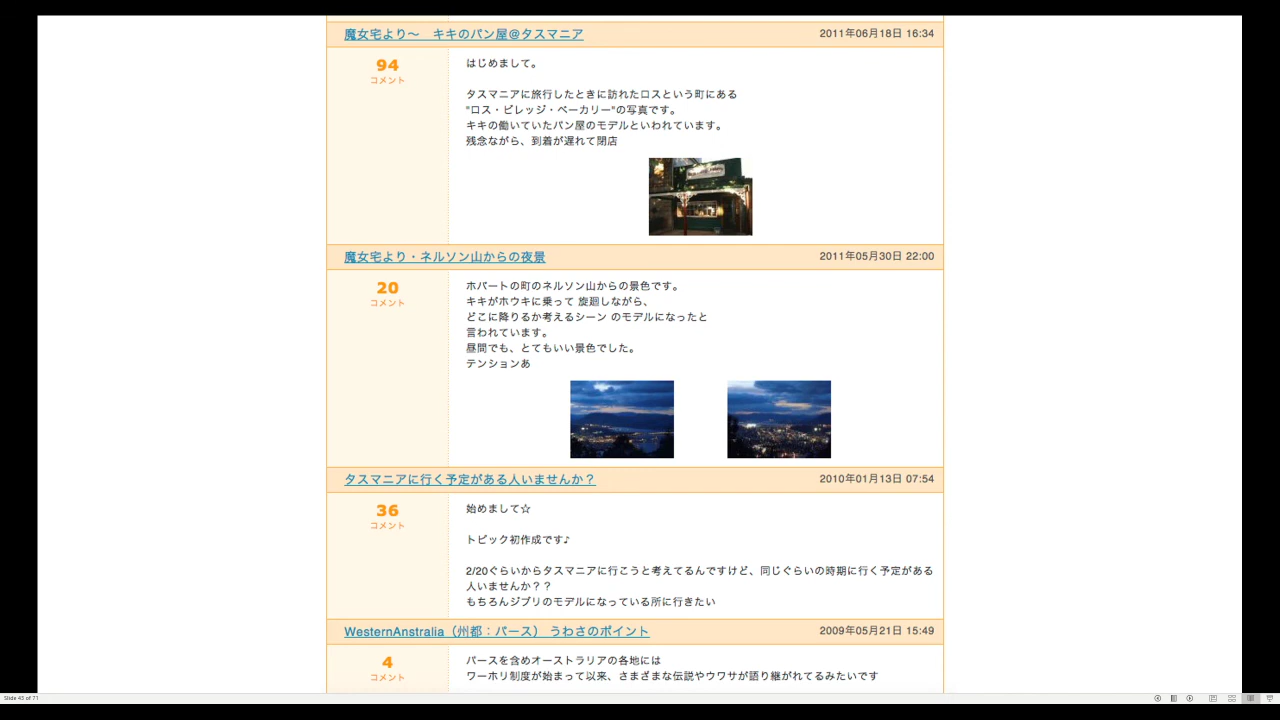 魔女宅より～　キキのパン屋@タスマニア
2011年06月18日 16:34
94
コメント
はじめまして。
タスマニアに旅行したときに訪れたロスという町にある
"ロス・ビレッジ・ベーカリー"の写真です。
キキの働いていたパン屋のモデルといわれています。
残念ながら、到着が遅れて閉店
魔女宅より・ネルソン山からの夜景
2011年05月30日 22:00
20
コメント
ホバートの町のネルソン山からの景色です。
キキがホウキに乗って 旋廻しながら、
どこに降りるか考えるシーン のモデルになったと
言われています。
昼間でも、とてもいい景色でした。
テンションあ
タスマニアに行く予定がある人いませんか？
2010年01月13日 07:54
36
コメント
始めまして☆
トピック初作成です♪
2/20ぐらいからタスマニアに行こうと考えてるんですけど、同じぐらいの時期に行く予定がある
人いませんか？？
もちろんジブリのモデルになっている所に行きたい
WesternAnstralia（州都：パース） うわさのポイント
2009年05月21日 15:49
4
コメント
パースを含めオーストラリアの各地には
ワーホリ制度が始まって以来、さまざまな伝説やウワサが語り継がれてるみたいです
Slide 43 of 71